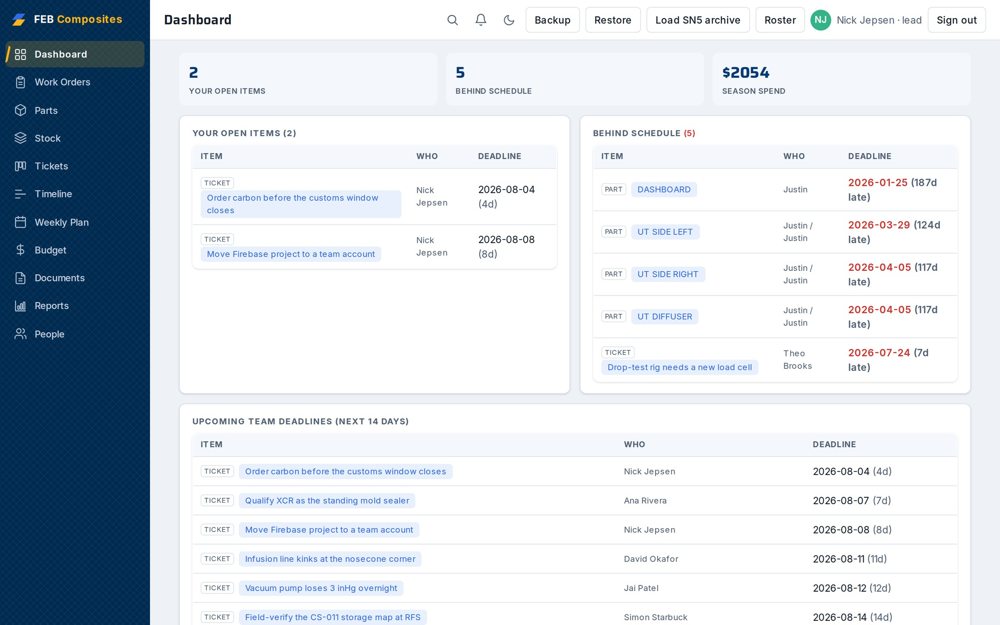 FEB Composites
Dashboard
Work Orders
Parts
Stock
Tickets
Timeline
Weekly Plan
Budget
Documents
Reports
People
Dashboard
Backup
Restore
Load SN5 archive
Roster
NJ
Nick Jepsen · lead
Sign out
2
YOUR OPEN ITEMS
5
BEHIND SCHEDULE
$2054
SEASON SPEND
YOUR OPEN ITEMS (2)
ITEM WHO DEADLINE
TICKET
Order carbon before the customs window
closes
Nick
Jepsen
2026-08-04
(4d)
TICKET
Move Firebase project to a team account
Nick
Jepsen
2026-08-08
(8d)
BEHIND SCHEDULE (5)
ITEM WHO DEADLINE
PART DASHBOARD
Justin
2026-01-25 (187d
late)
PART UT SIDE LEFT
Justin /
Justin
2026-03-29 (124d
late)
PART UT SIDE RIGHT
Justin /
Justin
2026-04-05 (117d
late)
PART UT DIFFUSER
Justin /
Justin
2026-04-05 (117d
late)
TICKET
Drop-test rig needs a new load cell
Theo
Brooks
2026-07-24 (7d
late)
UPCOMING TEAM DEADLINES (NEXT 14 DAYS)
ITEM WHO DEADLINE
TICKET Order carbon before the customs window closes Nick Jepsen 2026-08-04 (4d)
TICKET Qualify XCR as the standing mold sealer Ana Rivera 2026-08-07 (7d)
TICKET Move Firebase project to a team account Nick Jepsen 2026-08-08 (8d)
TICKET Infusion line kinks at the nosecone corner David Okafor 2026-08-11 (11d)
TICKET Vacuum pump loses 3 inHg overnight Jai Patel 2026-08-12 (12d)
TICKET Field-verify the CS-011 storage map at RFS Simon Starbuck 2026-08-14 (14d)